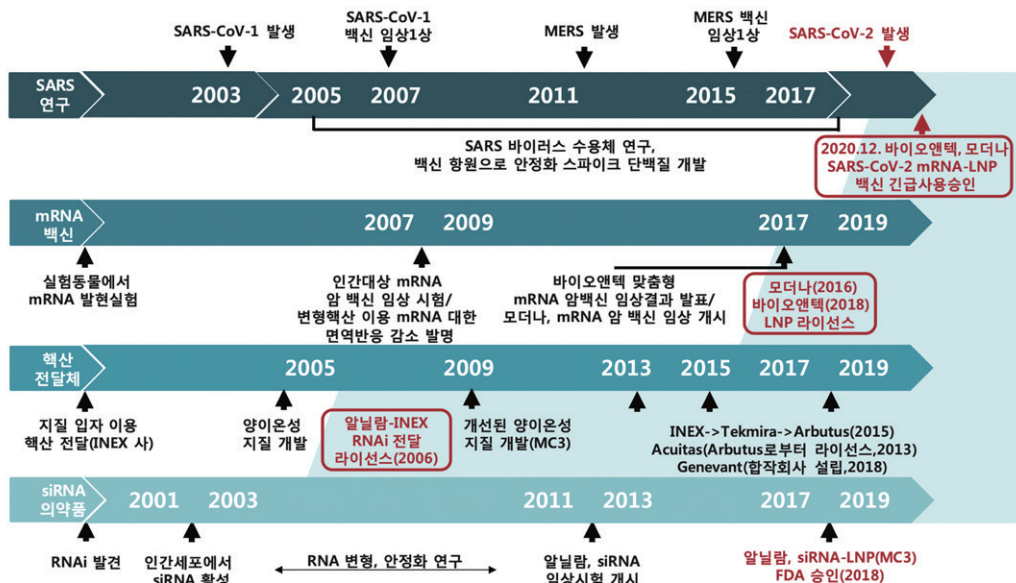 SARS-CoV-1 발생
SARS-CoV-1
백신 임상1상
MERS 발생
MERS 백신
임상1상
SARS-CoV-2 발생
SARS
연구
2003 2005 2007 2011 2015 2017
SARS 바이러스 수용체 연구,
백신 항원으로 안정화 스파이크 단백질 개발
2020.12. 바이오앤텍, 모더나
SARS-CoV-2 mRNA-LNP
백신 긴급사용승인
mRNA
백신
2007 2009 2017 2019
실험동물에서
mRNA 발현실험
인간대상 mRNA
암 백신 임상 시험/
변형핵산 이용 mRNA 대한
면역반응 감소 발명
바이오앤텍 맞춤형
mRNA 암백신 임상결과 발표/
모더나, mRNA 암 백신 임상 개시
모더나(2016)
바이오앤텍(2018)
LNP 라이선스
핵산
전달체
2005 2009 2013 2015 2017 2019
지질 입자 이용
핵산 전달(INEX 사)
양이온성
지질 개발
알닐람-INEX
RNAi 전달
라이선스(2006)
개선된 양이온성
지질 개발(MC3)
INEX->Tekmira->Arbutus(2015)
Acuitas(Arbutus로부터 라이선스,2013)
Genevant(합작회사 설립,2018)
siRNA
의약품
2001 2003 2011 2013 2017 2019
RNAi 발견
인간세포에서
siRNA 활성
RNA 변형, 안정화 연구
알닐람, siRNA
임상시험 개시
알닐람, siRNA-LNP(MC3)
FDA 승인(2018)